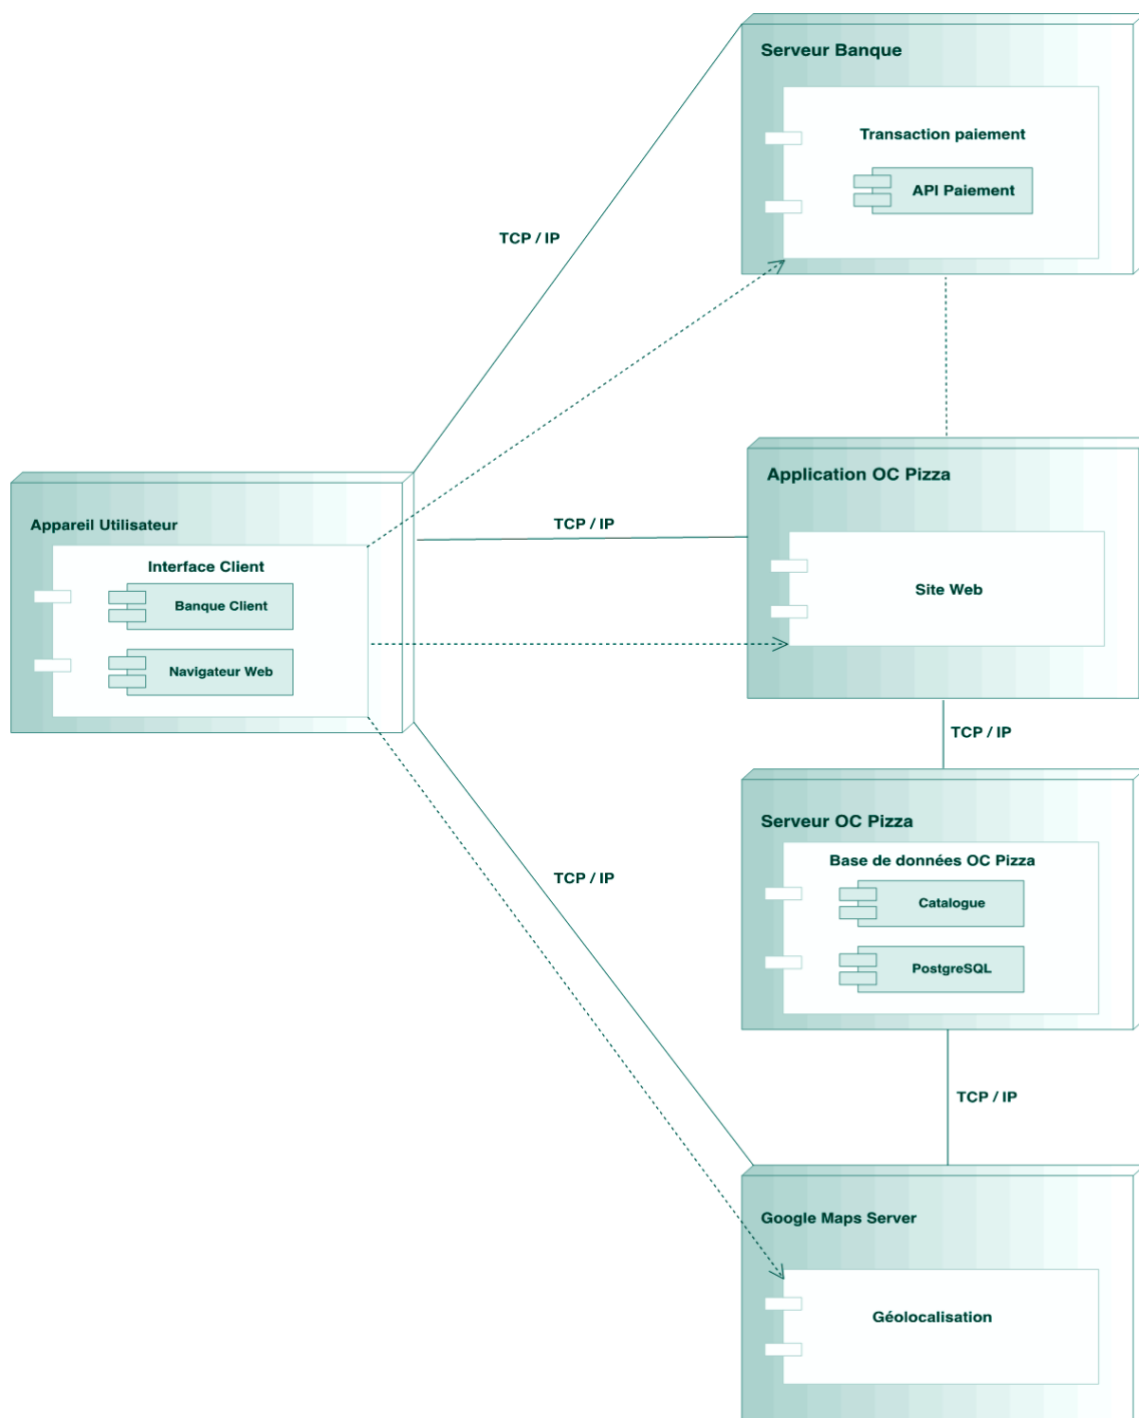 Serveur Banque
Transaction paiement
API Paiement
TCP / IP
Application OC Pizza
Appareil Utilisateur
TCP / IP
Interface Client
Site Web
Banque Client
Navigateur Web
TCP / IP
Serveur OC Pizza
Base de données OC Pizza
TCP / IP
Catalogue
PostgreSQL
TCP / IP
Google Maps Server
Géolocalisation